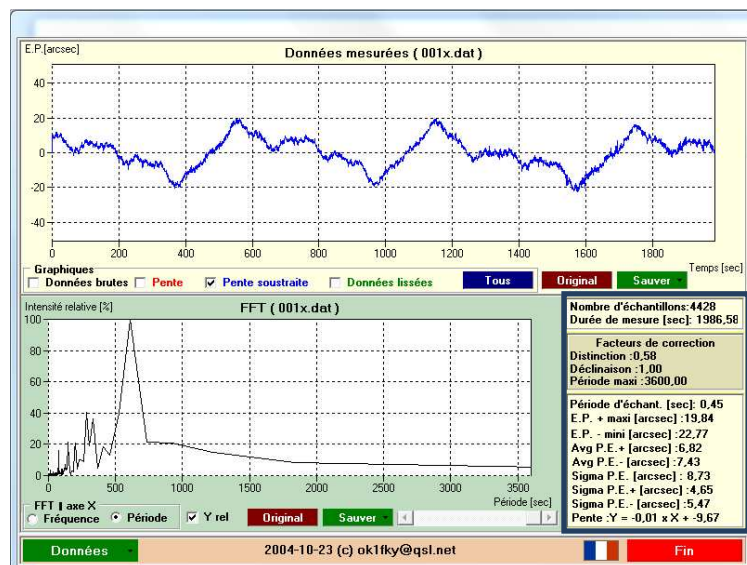 E.P.[arcsec]
Données mesurées ( 001x.dat )
40
20
0
-20
-40
0 200 400 600 800 1000 1200 1400 1600 1800
Temps [sec]
Graphiques
Données brutes Pente Pente soustraite Données lissées Tous Original Sauver
Intensité relative [%]
FFT ( 001x.dat )
100
80
60
40
20
0
0 500 1000 1500 2000 2500 3000 3500
Période [sec]
FFT || axe X
Fréquence Période Y rel Original Sauver
Nombre d'échantillons:4428
Durée de mesure [sec]: 1986,58
Facteurs de correction
Distinction :0,58
Déclinaison :1,00
Période maxi :3600,00
Période d'échant. [sec]: 0,45
E.P. + maxi [arcsec] :19,84
E.P. - mini [arcsec] :22,77
Avg P.E.+ [arcsec] :6,82
Avg P.E.- [arcsec] :7,43
Sigma P.E. [arcsec] : 8,73
Sigma P.E.+ [arcsec] :4,65
Sigma P.E.- [arcsec] :5,47
Pente :Y = -0,01 x X + -9,67
Données 2004-10-23 (c) ok1fky@qsl.net Fin